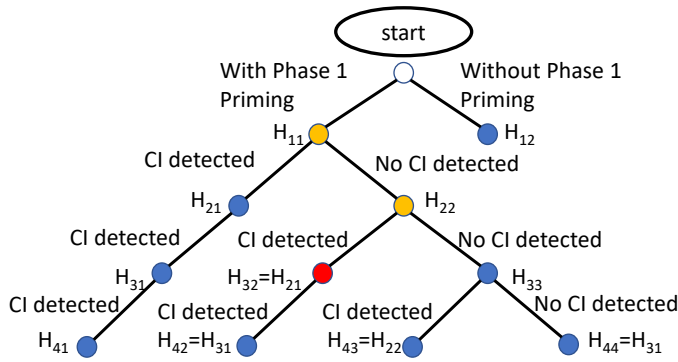 start
With Phase 1
Priming
Without Phase 1
Priming
H₁₁
H₁₂
CI detected
No CI detected
H₂₁
H₂₂
CI detected
CI detected
No CI detected
H₃₁
H₃₂=H₂₁
H₃₃
CI detected
CI detected
CI detected
No CI detected
H₄₁
H₄₂=H₃₁
H₄₃=H₂₂
H₄₄=H₃₁